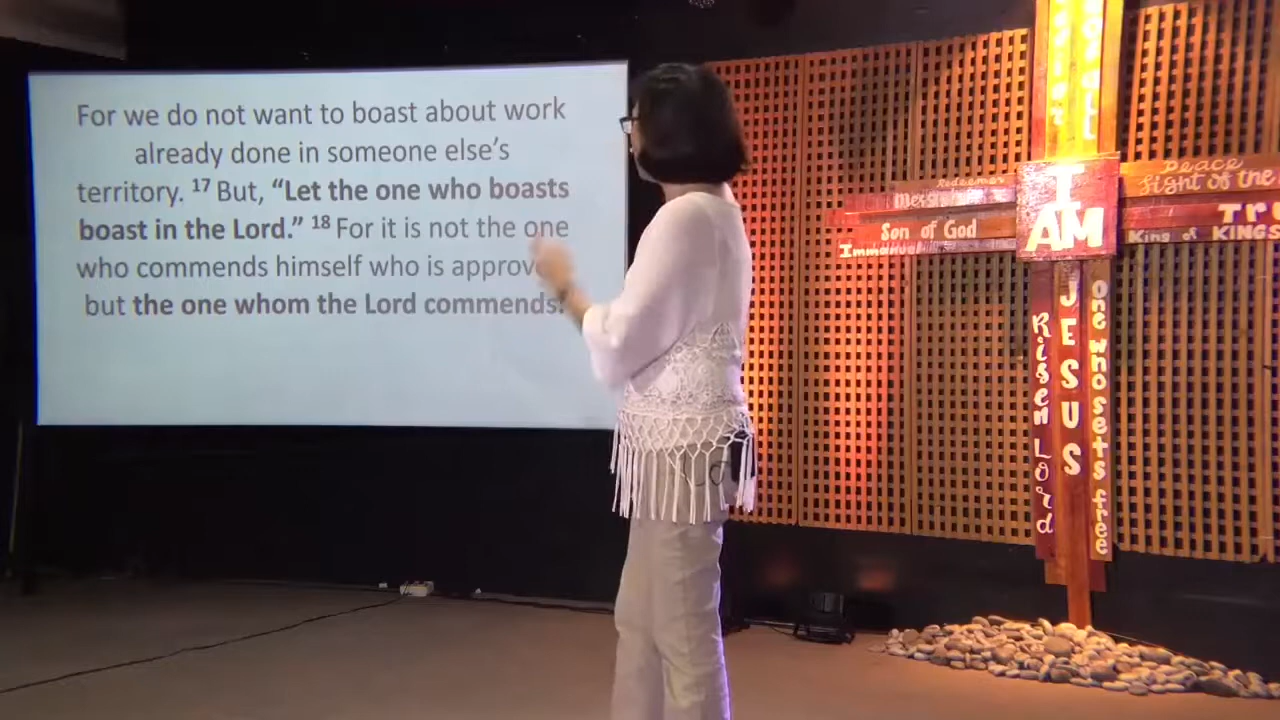 For we do not want to boast about work
already done in someone else's
territory. 17 But, “Let the one who boasts
boast in the Lord.” 18 For it is not the one
who commends himself who is approv
but the one whom the Lord commends.
I
AM
Redeemer
Son of God
Peace
King of KINGS
JESUS
Risen Lord
One who sets free